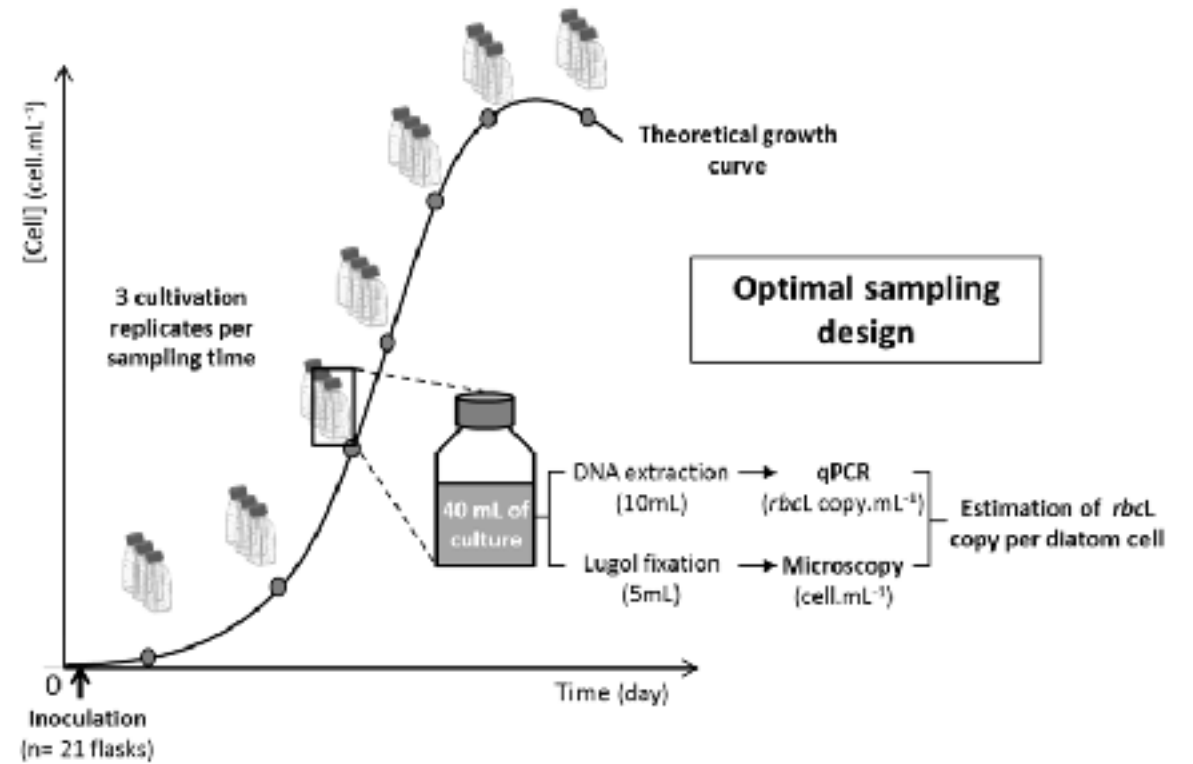 [Cell] (cell.mL⁻¹)
Theoretical growth
curve
Optimal sampling
design
3 cultivation
replicates per
sampling time
40 mL of
culture
DNA extraction
(10mL)
qPCR
(rbcL copy.mL⁻¹)
Lugol fixation
(5mL)
Microscopy
(cell.mL⁻¹)
Estimation of rbcL
copy per diatom cell
0
Time (day)
Inoculation
(n= 21 flasks)